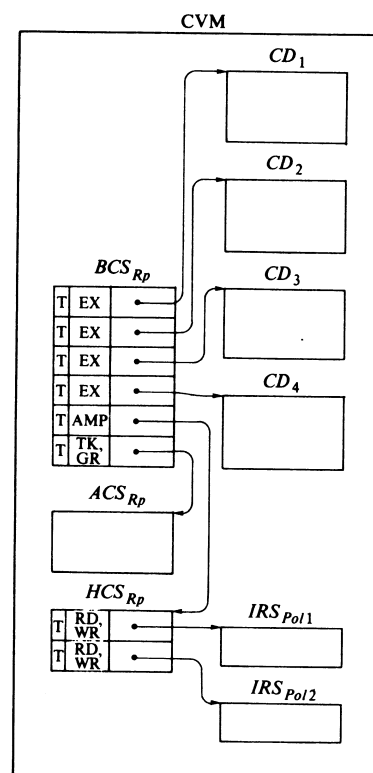 CVM
CD1
CD2
BCSRp
T EX
T EX
CD3
T EX
T EX
CD4
T AMP
T TK, GR
ACSRp
HCSRp
IRSPol1
T RD, WR
T RD, WR
IRSPol2